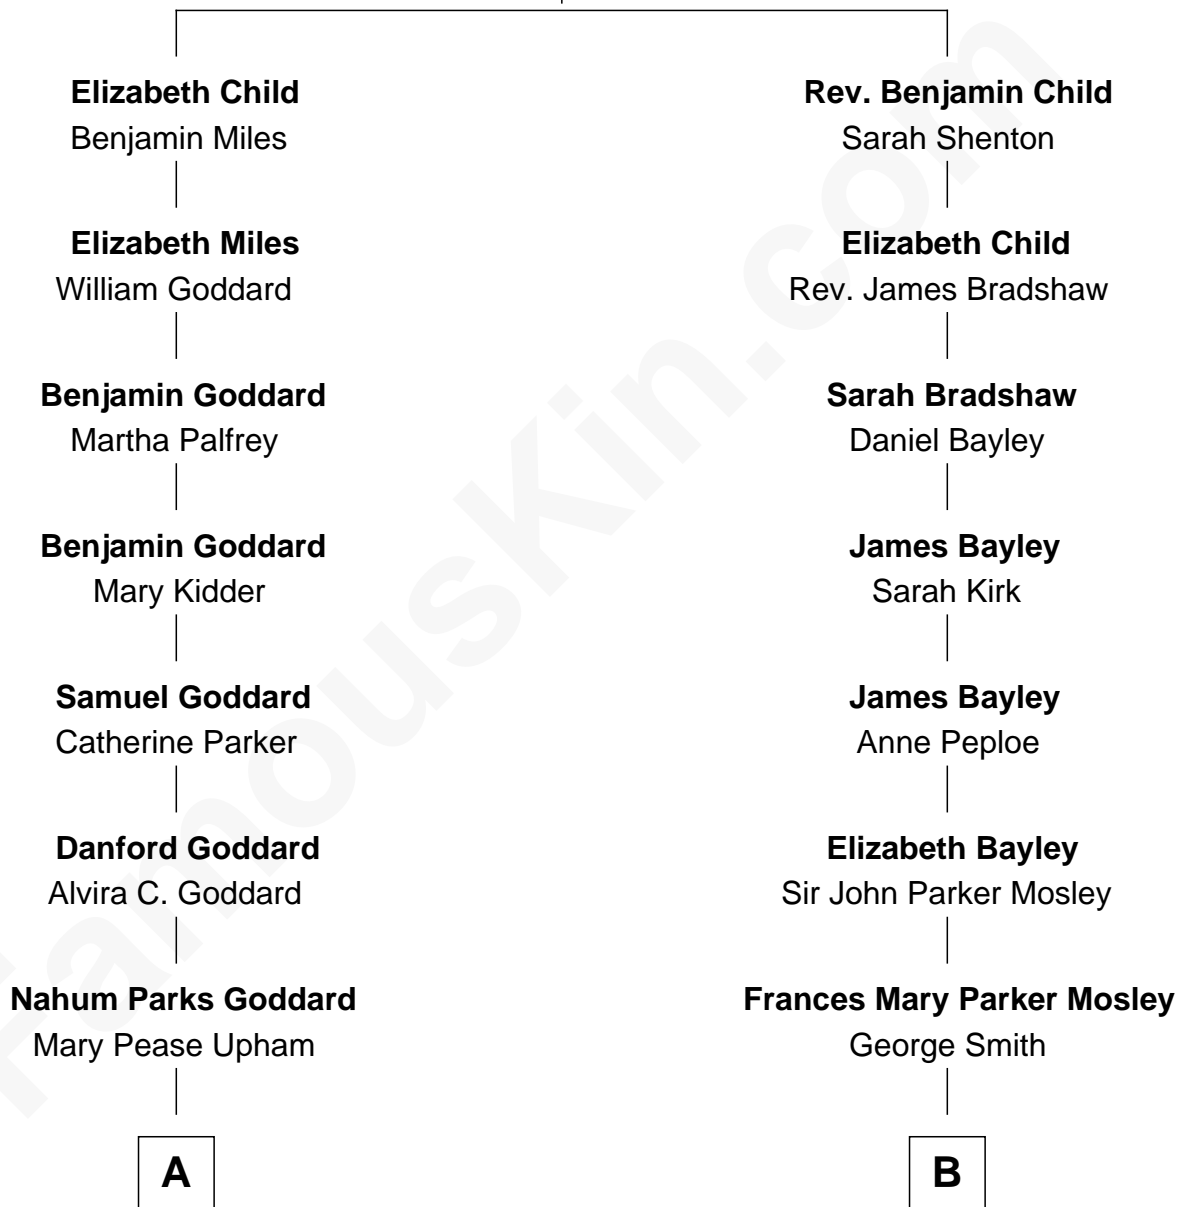 Elizabeth Child
Benjamin Miles
Elizabeth Miles
William Goddard
Benjamin Goddard
Martha Palfrey
Benjamin Goddard
Mary Kidder
Samuel Goddard
Catherine Parker
Danford Goddard
Alvira C. Goddard
Nahum Parks Goddard
Mary Pease Upham
A
Rev. Benjamin Child
Sarah Shenton
Elizabeth Child
Rev. James Bradshaw
Sarah Bradshaw
Daniel Bayley
James Bayley
Sarah Kirk
James Bayley
Anne Peploe
Elizabeth Bayley
Sir John Parker Mosley
Frances Mary Parker Mosley
George Smith
B
FamousKin.com